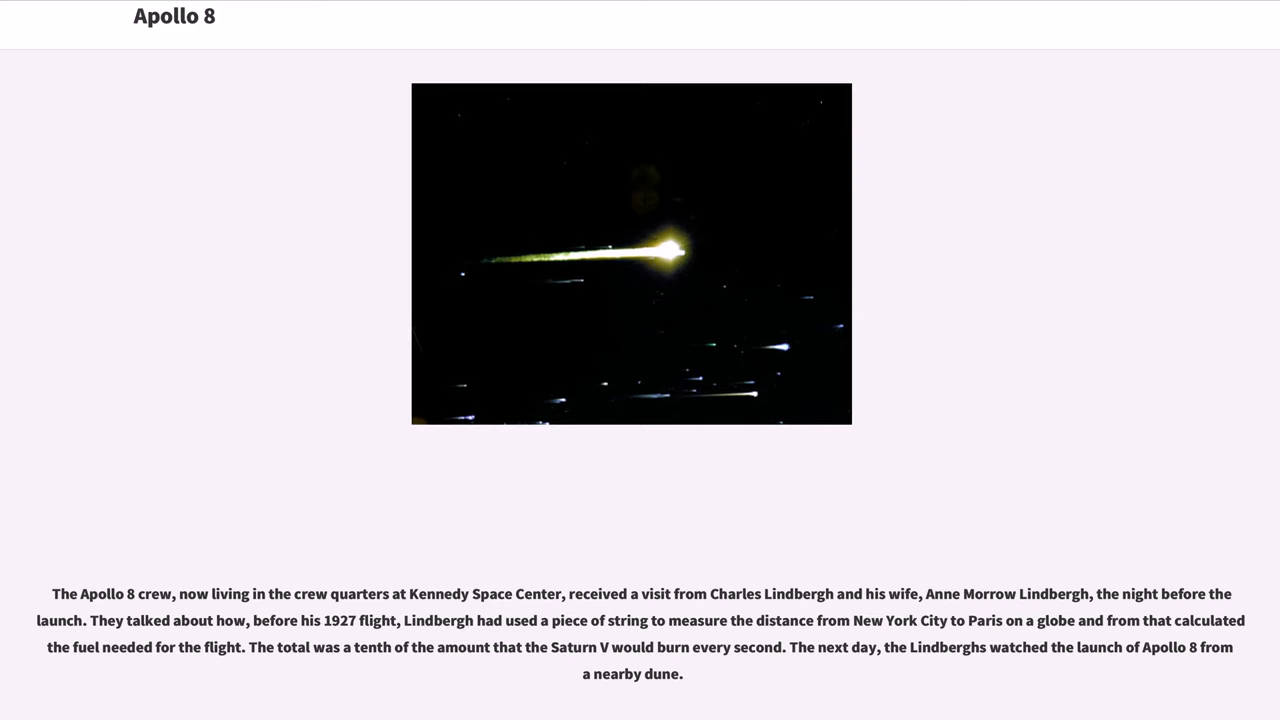 Apollo 8
The Apollo 8 crew, now living in the crew quarters at Kennedy Space Center, received a visit from Charles Lindbergh and his wife, Anne Morrow Lindbergh, the night before the
launch. They talked about how, before his 1927 flight, Lindbergh had used a piece of string to measure the distance from New York City to Paris on a globe and from that calculated
the fuel needed for the flight. The total was a tenth of the amount that the Saturn V would burn every second. The next day, the Lindberghs watched the launch of Apollo 8 from
a nearby dune.